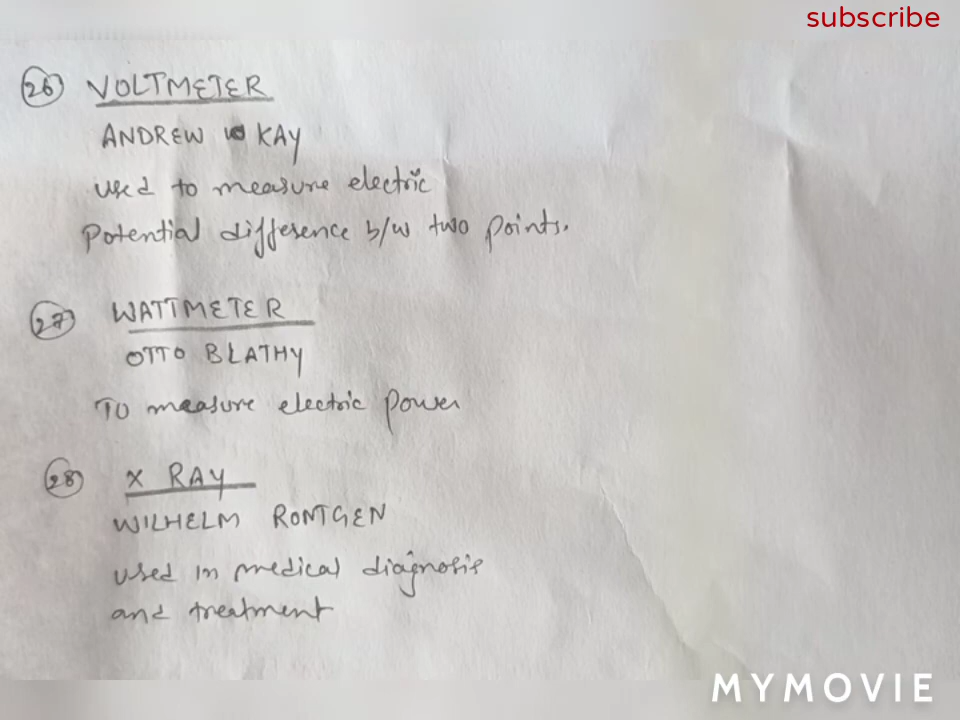 subscribe
26 VOLTMETER
ANDREW KAY
used to measure electric
Potential difference b/w two points.
27 WATTMETER
OTTO BLATHY
TO measure electric power
28 X RAY
WILHELM RONTGEN
used in medical diagnosis
and treatment
MYMOVIE